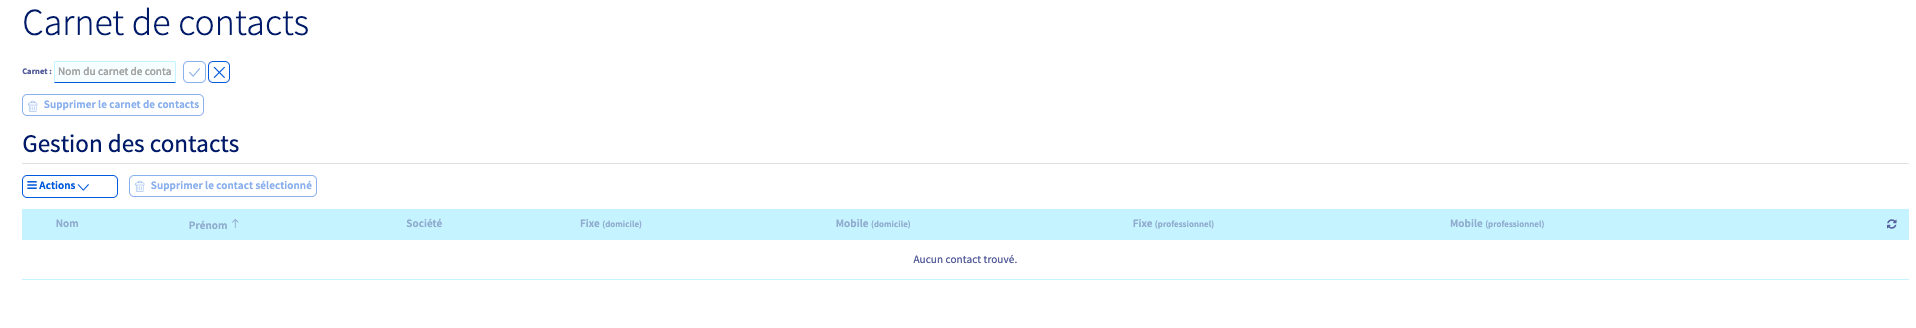 Carnet de contacts
Carnet : Nom du carnet de conta
Supprimer le carnet de contacts
Gestion des contacts
Actions Supprimer le contact sélectionné
Nom Prénom Société Fixe (domicile) Mobile (domicile) Fixe (professionnel) Mobile (professionnel)
Aucun contact trouvé.